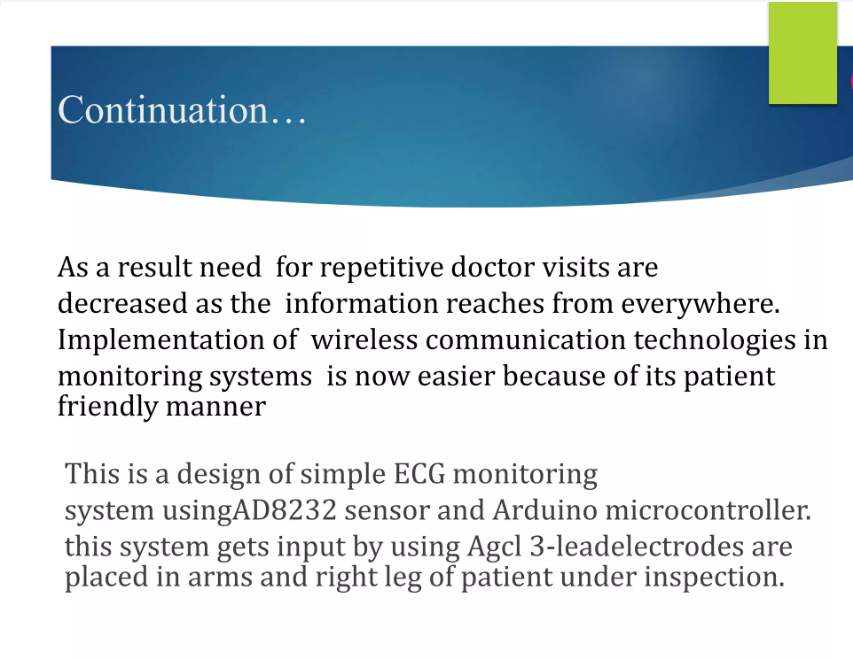 Continuation…
As a result need  for repetitive doctor visits are
decreased as the  information reaches from everywhere.
Implementation of  wireless communication technologies in
monitoring systems  is now easier because of its patient
friendly manner
This is a design of simple ECG monitoring
system usingAD8232 sensor and Arduino microcontroller.
this system gets input by using Agcl 3-leadelectrodes are
placed in arms and right leg of patient under inspection.